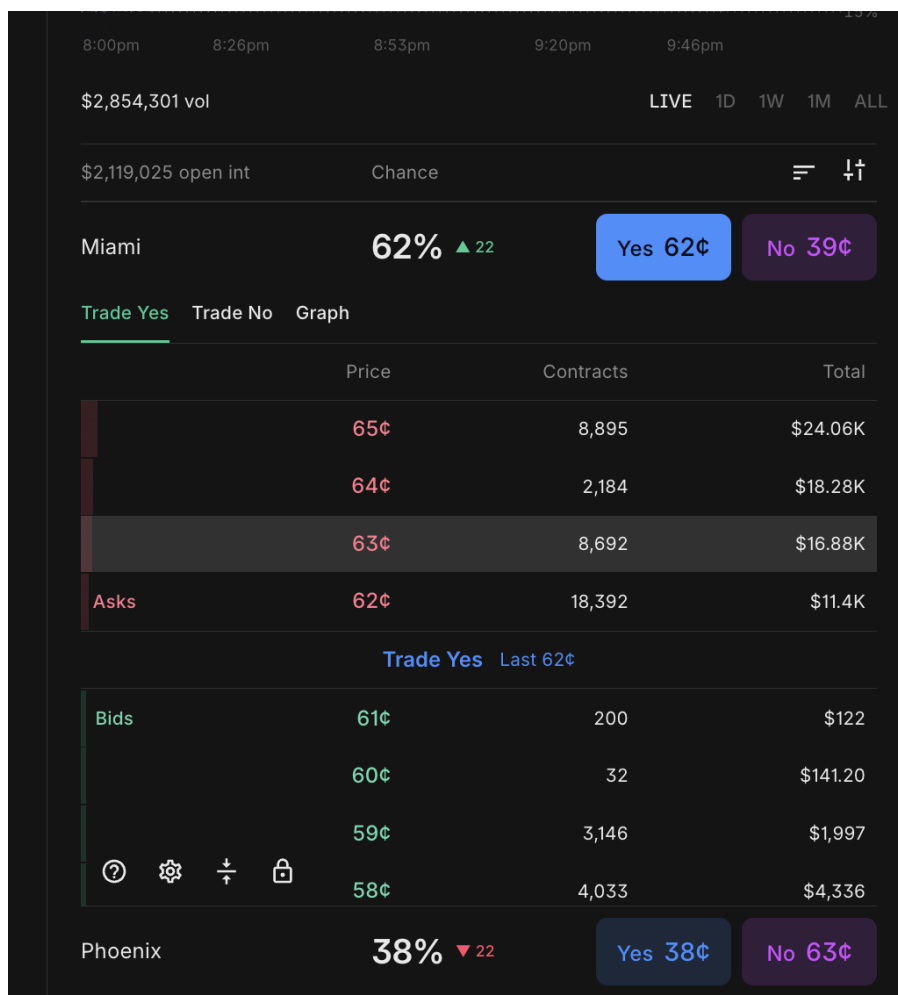 15%
8:00pm 8:26pm 8:53pm 9:20pm 9:46pm
$2,854,301 vol LIVE 1D 1W 1M ALL
$2,119,025 open int Chance
Miami 62% ▲ 22 Yes 62¢ No 39¢
Trade Yes Trade No Graph
Price Contracts Total
65¢ 8,895 $24.06K
64¢ 2,184 $18.28K
63¢ 8,692 $16.88K
Asks 62¢ 18,392 $11.4K
Trade Yes Last 62¢
Bids 61¢ 200 $122
60¢ 32 $141.20
59¢ 3,146 $1,997
58¢ 4,033 $4,336
Phoenix 38% ▼ 22 Yes 38¢ No 63¢